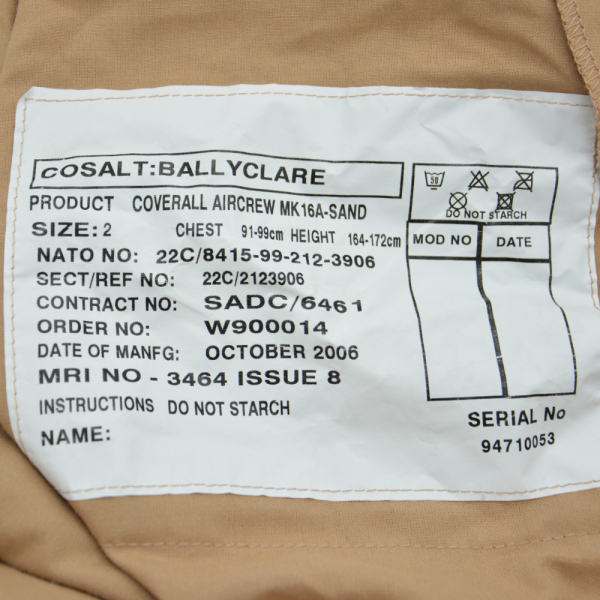 COSALT:BALLYCLARE
PRODUCT COVERALL AIRCREW MK16A-SAND
SIZE: 2 CHEST 91-99cm HEIGHT 164-172cm
NATO NO: 22C/8415-99-212-3906
SECT/REF NO: 22C/2123906
CONTRACT NO: SADC/6461
ORDER NO: W900014
DATE OF MANFG: OCTOBER 2006
MRI NO - 3464 ISSUE 8
INSTRUCTIONS DO NOT STARCH
NAME:
50
DO NOT STARCH
MOD NO DATE
SERIAL No
94710053